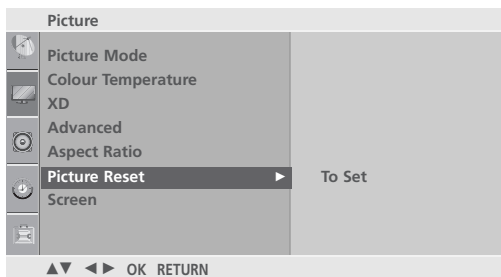 Picture
Picture Mode
Colour Temperature
XD
Advanced
Aspect Ratio
Picture Reset ► To Set
Screen
▲▼ ◄► OK RETURN